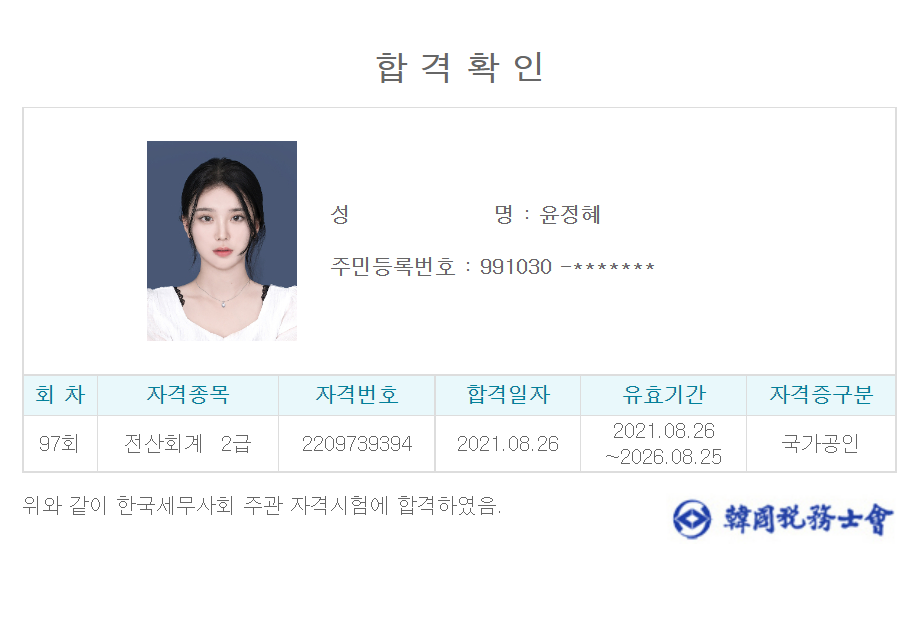 합 격 확 인
성 명 : 윤정혜
주민등록번호 : 991030 -*******
회 차 자격종목 자격번호 합격일자 유효기간 자격증구분
97회 전산회계 2급 2209739394 2021.08.26 2021.08.26 ~2026.08.25 국가공인
위와 같이 한국세무사회 주관 자격시험에 합격하였음.
韓國税務士會